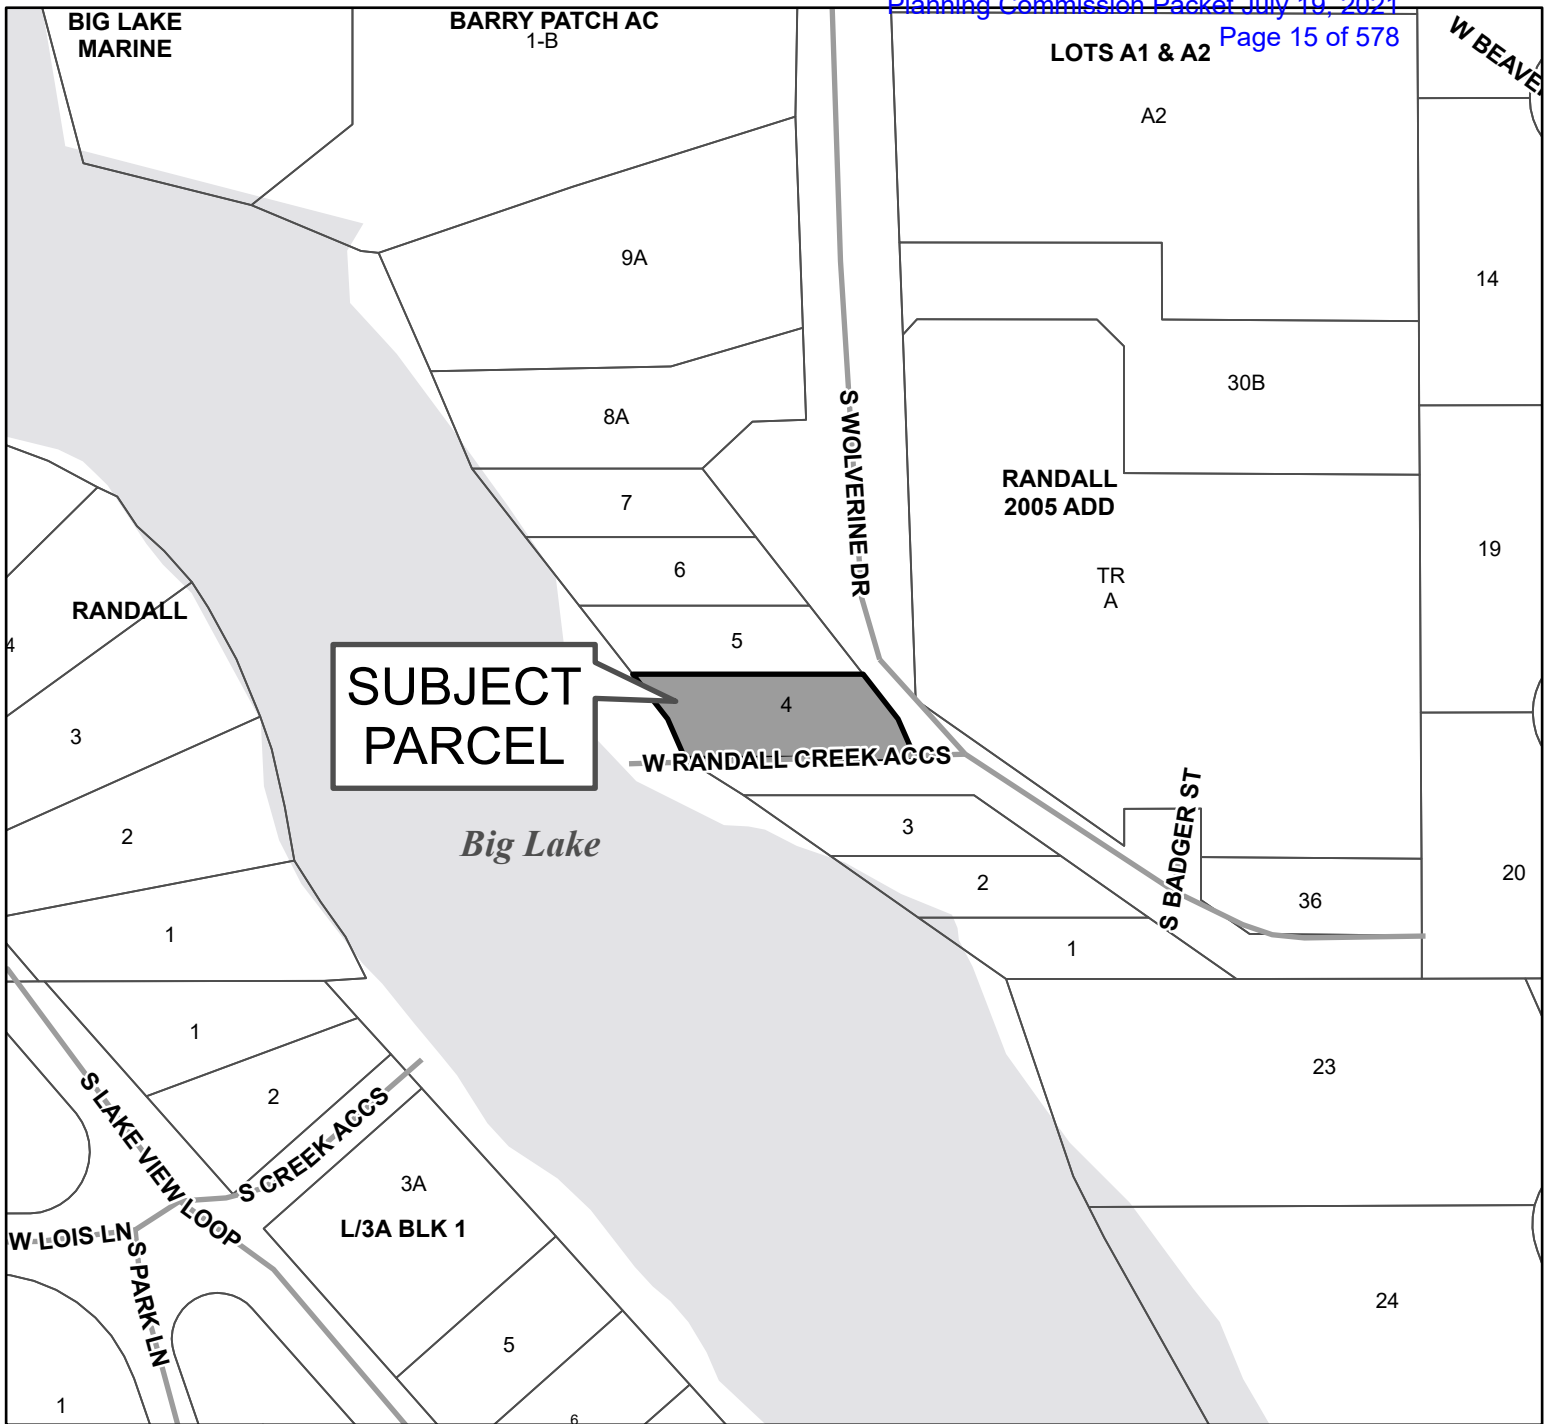 Planning Commission Packet July 19, 2021
Page 15 of 578
BIG LAKE
MARINE
BARRY PATCH AC
1-B
LOTS A1 & A2
A2
9A
14
8A
30B
S WOLVERINE DR
RANDALL
2005 ADD
7
19
6
TR
A
RANDALL
5
4
SUBJECT
PARCEL
4
3
W RANDALL CREEK ACCS
S BADGER ST
3
2
Big Lake
2
20
36
1
1
1
23
2
S LAKE VIEW LOOP
S CREEK ACCS
3A
L/3A BLK 1
W LOIS LN
S PARK LN
24
5
1
6